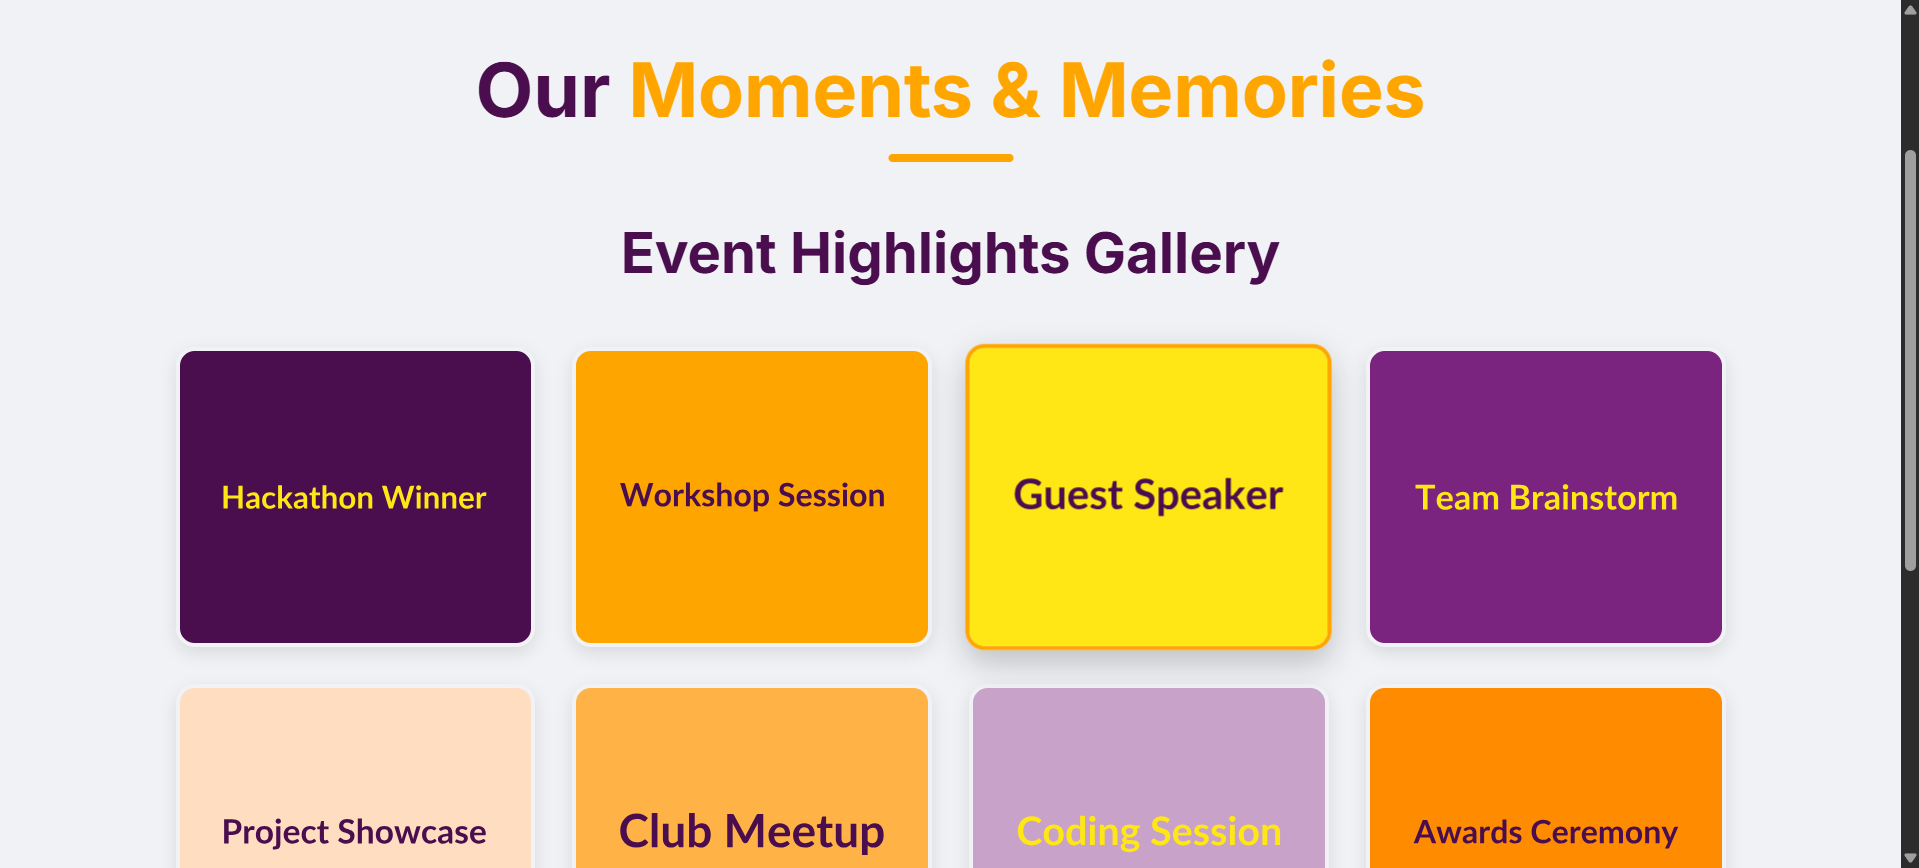 Our Moments & Memories
Event Highlights Gallery
Hackathon Winner
Workshop Session
Guest Speaker
Team Brainstorm
Project Showcase
Club Meetup
Coding Session
Awards Ceremony